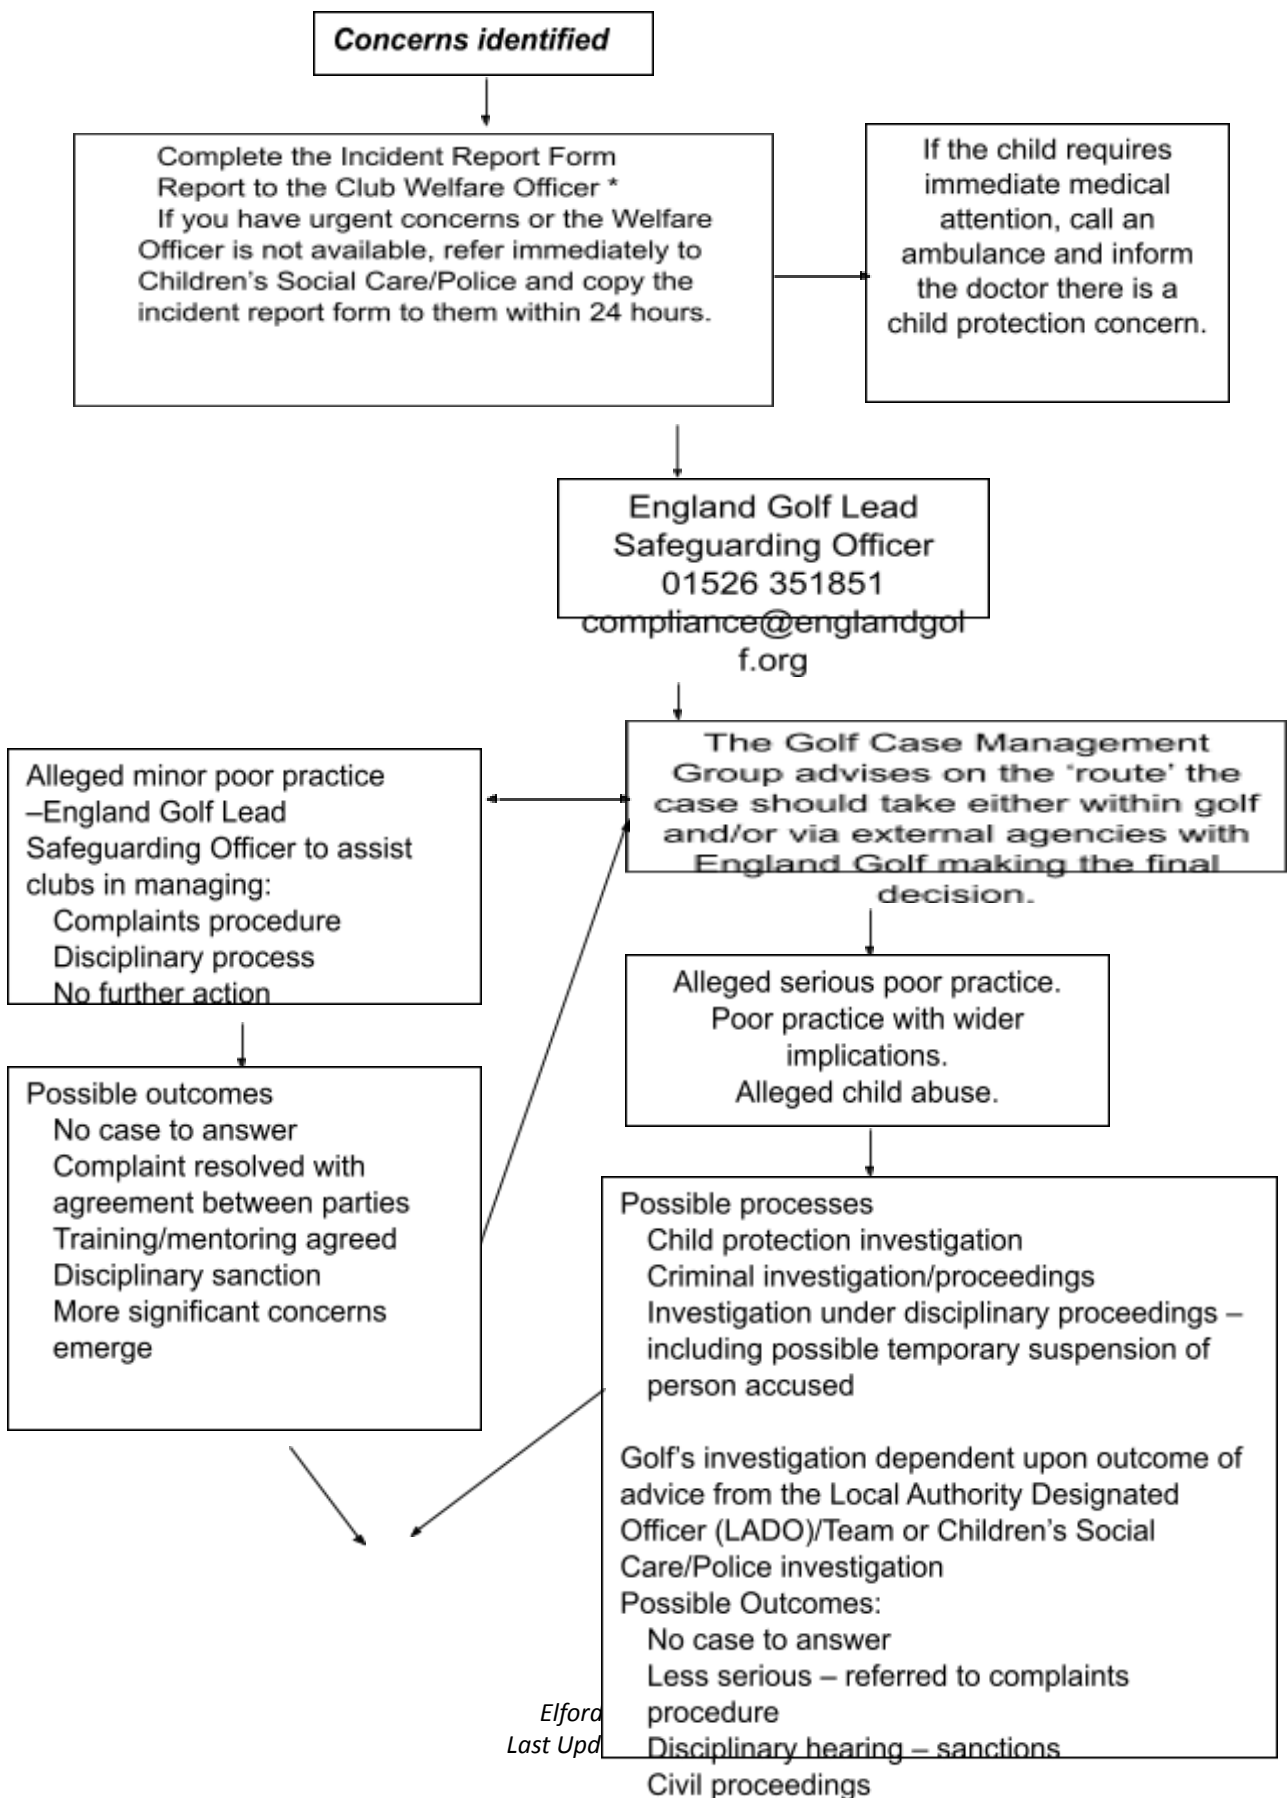 Concerns identified
Complete the Incident Report Form
Report to the Club Welfare Officer *
If you have urgent concerns or the Welfare
Officer is not available, refer immediately to
Children's Social Care/Police and copy the
incident report form to them within 24 hours.
If the child requires
immediate medical
attention, call an
ambulance and inform
the doctor there is a
child protection concern.
England Golf Lead
Safeguarding Officer
01526 351851
compliance@englandgol
f.org
The Golf Case Management
Group advises on the ‘route’ the
case should take either within golf
and/or via external agencies with
England Golf making the final
decision.
Alleged minor poor practice
–England Golf Lead
Safeguarding Officer to assist
clubs in managing:
Complaints procedure
Disciplinary process
No further action
Alleged serious poor practice.
Poor practice with wider
implications.
Alleged child abuse.
Possible outcomes
No case to answer
Complaint resolved with
agreement between parties
Training/mentoring agreed
Disciplinary sanction
More significant concerns
emerge
Possible processes
Child protection investigation
Criminal investigation/proceedings
Investigation under disciplinary proceedings –
including possible temporary suspension of
person accused
Golf's investigation dependent upon outcome of
advice from the Local Authority Designated
Officer (LADO)/Team or Children's Social
Care/Police investigation
Possible Outcomes:
No case to answer
Less serious – referred to complaints
procedure
Disciplinary hearing – sanctions
Civil proceedings
Elford
Last Upd